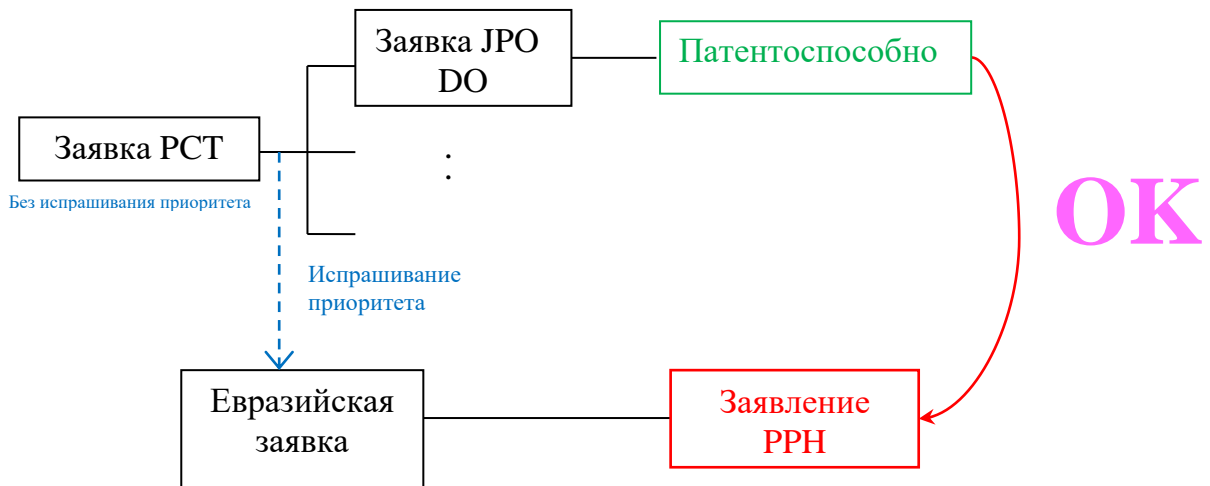 Заявка JPO
DO
Патентоспособно
Заявка PCT
:
Без испрашивания приоритета
OK
Испрашивание
приоритета
Евразийская
заявка
Заявление
PPH